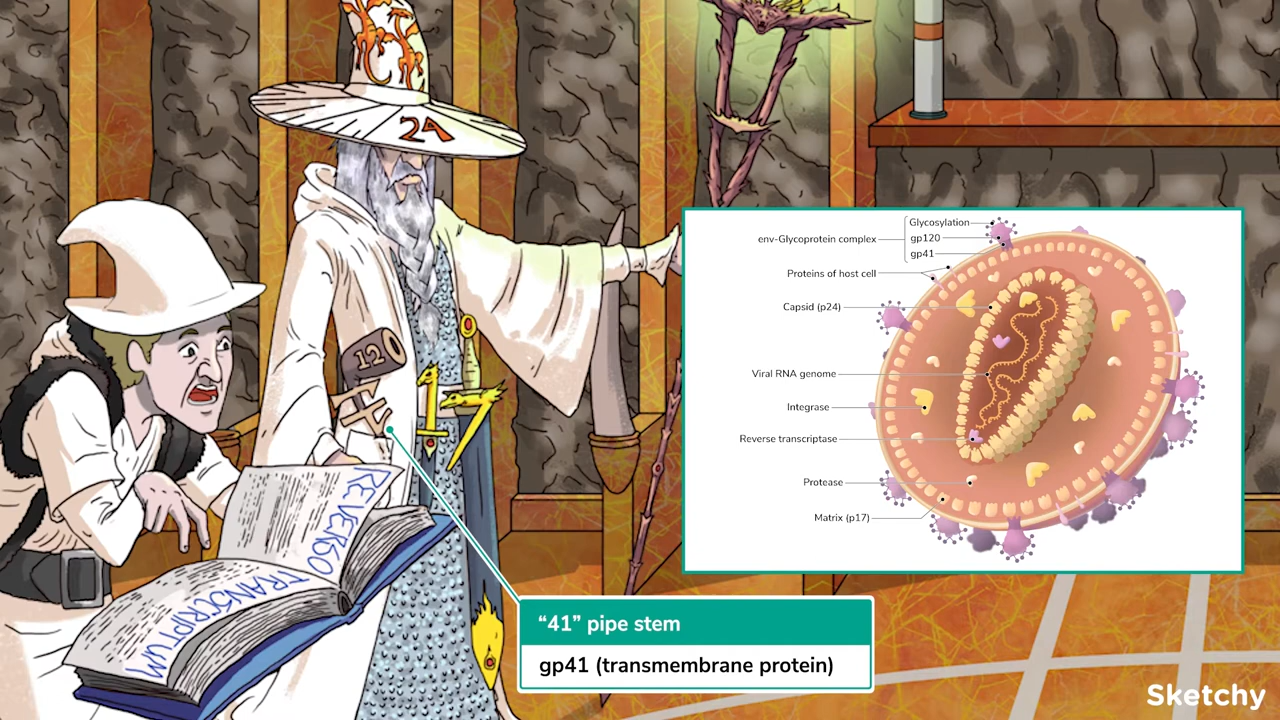 24
120
41
17
REVERSO
TRANSCRIPTUM
env-Glycoprotein complex
Glycosylation
gp120
gp41
Proteins of host cell
Capsid (p24)
Viral RNA genome
Integrase
Reverse transcriptase
Protease
Matrix (p17)
“41” pipe stem
gp41 (transmembrane protein)
Sketchy